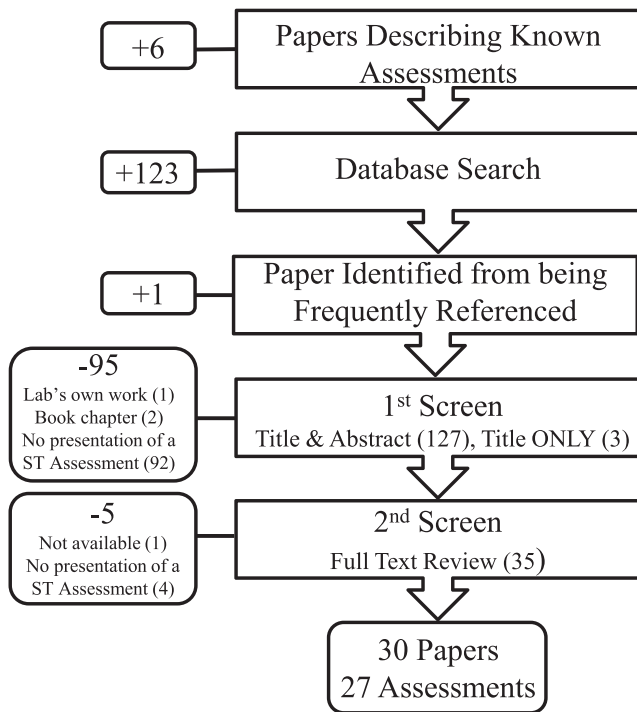 +6
Papers Describing Known
Assessments
+123
Database Search
+1
Paper Identified from being
Frequently Referenced
-95
Lab's own work (1)
Book chapter (2)
No presentation of a
ST Assessment (92)
1st Screen
Title & Abstract (127), Title ONLY (3)
-5
Not available (1)
No presentation of a
ST Assessment (4)
2nd Screen
Full Text Review (35)
30 Papers
27 Assessments